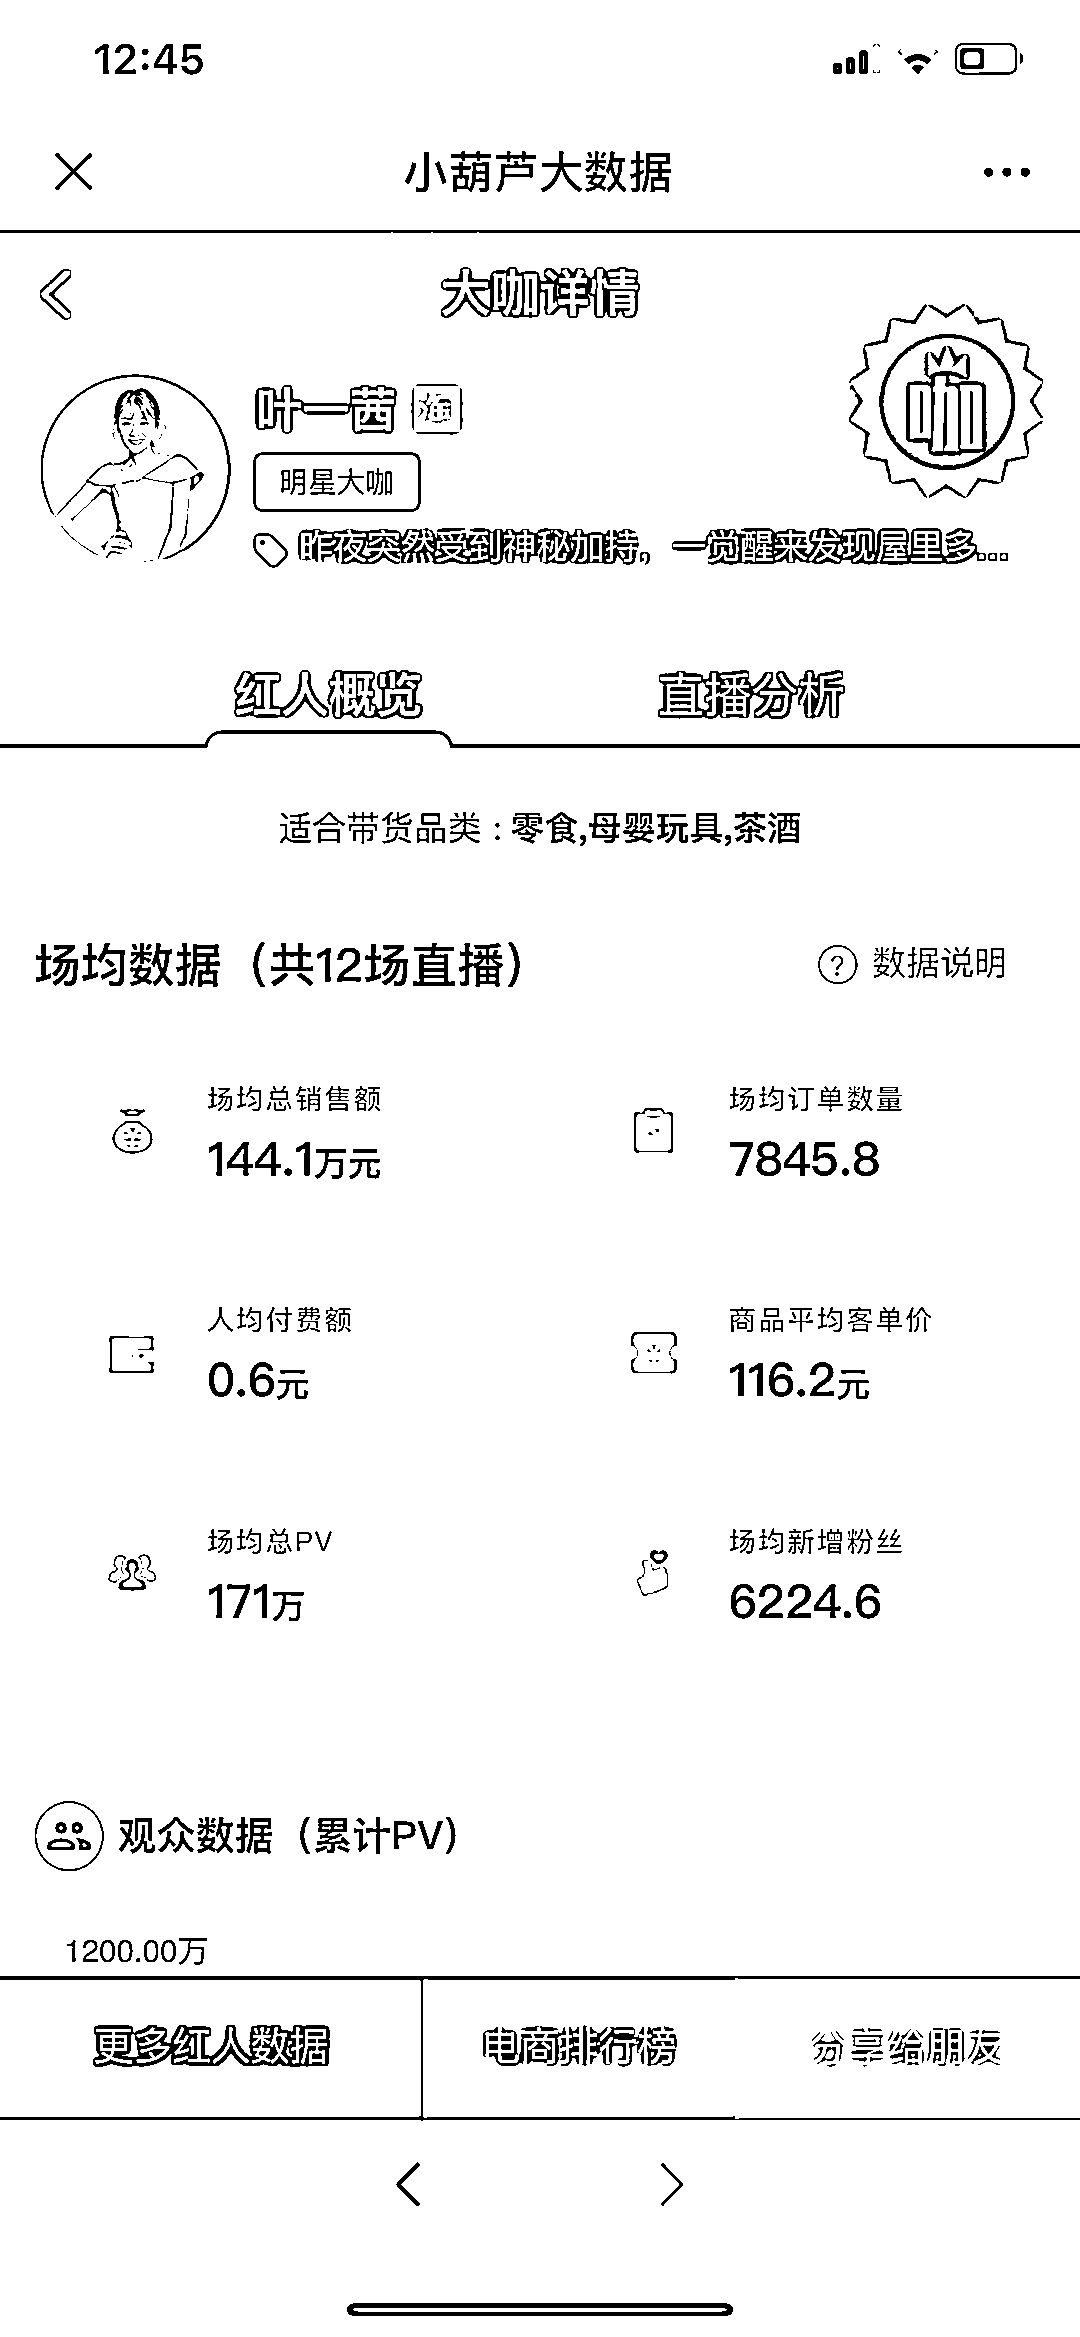 12:45
小葫芦大数据
大咖详情
叶一茜 淘
咖
明星大咖
昨夜突然受到神秘加持。一觉醒来发现屋里多...
红人概览 直播分析
适合带货品类：零食,母婴玩具,茶酒
场均数据（共12场直播） ? 数据说明
场均总销售额 场均订单数量
144.1万元 7845.8
人均付费额 商品平均客单价
0.6元 116.2元
场均总PV 场均新增粉丝
171万 6224.6
观众数据（累计PV）
1200.00万
更多红人数据 电商排行榜 分享给朋友